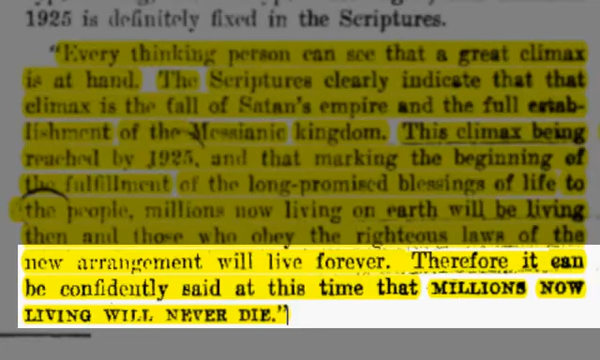 1925 is definitely fixed in the Scriptures.
"Every thinking person can see that a great climax
is at hand. The Scriptures clearly indicate that that
climax is the fall of Satan's empire and the full estab-
lishment of the Messianic kingdom. This climax being
reached by 1925, and that marking the beginning of
the fulfillment of the long-promised blessings of life to
the people, millions now living on earth will be living
then and those who obey the righteous laws of the
new arrangement will live forever. Therefore it can
be confidently said at this time that MILLIONS NOW
LIVING WILL NEVER DIE."